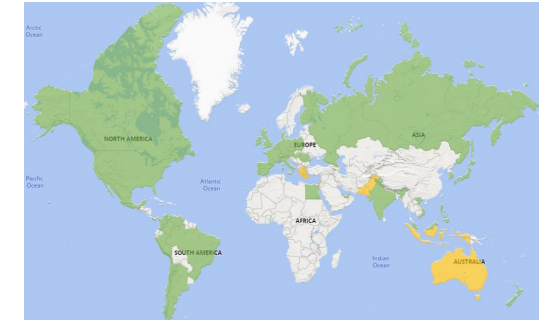 Arctic
Ocean
NORTH AMERICA
EUROPE
ASIA
Pacific
Ocean
Atlantic
Ocean
AFRICA
SOUTH AMERICA
Indian
Ocean
AUSTRALIA